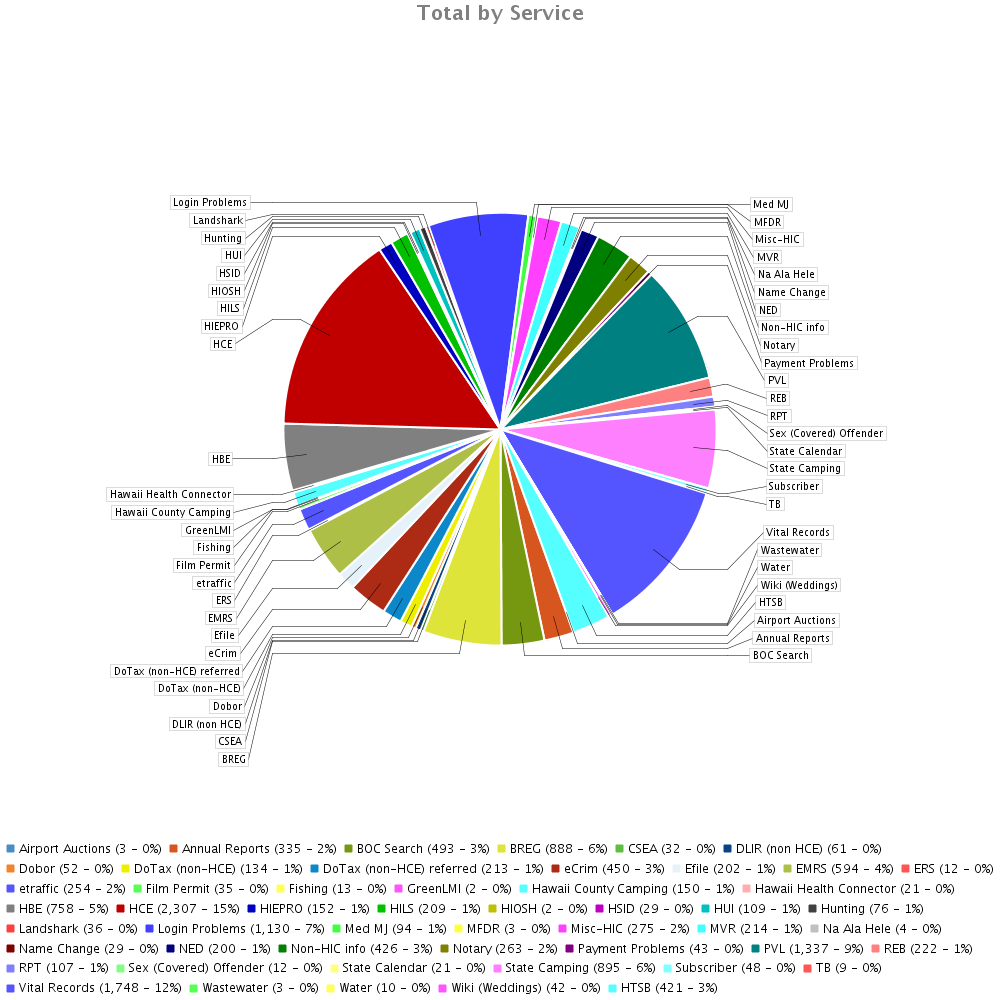 Total by Service
Login Problems
Landshark
Hunting
HUI
HSID
HIOSH
HILS
HIEPRO
HCE
HBE
Hawaii Health Connector
Hawaii County Camping
GreenLMI
Fishing
Film Permit
etraffic
ERS
EMRS
Efile
eCrim
DoTax (non-HCE) referred
DoTax (non-HCE)
Dobor
DLIR (non HCE)
CSEA
BREG
Med MJ
MFDR
Misc-HIC
MVR
Na Ala Hele
Name Change
NED
Non-HIC info
Notary
Payment Problems
PVL
REB
RPT
Sex (Covered) Offender
State Calendar
State Camping
Subscriber
TB
Vital Records
Wastewater
Water
Wiki (Weddings)
HTSB
Airport Auctions
Annual Reports
BOC Search
Airport Auctions (3 - 0%) Annual Reports (335 - 2%) BOC Search (493 - 3%) BREG (888 - 6%) CSEA (32 - 0%) DLIR (non HCE) (61 - 0%)
Dobor (52 - 0%) DoTax (non-HCE) (134 - 1%) DoTax (non-HCE) referred (213 - 1%) eCrim (450 - 3%) Efile (202 - 1%) EMRS (594 - 4%) ERS (12 - 0%)
etraffic (254 - 2%) Film Permit (35 - 0%) Fishing (13 - 0%) GreenLMI (2 - 0%) Hawaii County Camping (150 - 1%) Hawaii Health Connector (21 - 0%)
HBE (758 - 5%) HCE (2,307 - 15%) HIEPRO (152 - 1%) HILS (209 - 1%) HIOSH (2 - 0%) HSID (29 - 0%) HUI (109 - 1%) Hunting (76 - 1%)
Landshark (36 - 0%) Login Problems (1,130 - 7%) Med MJ (94 - 1%) MFDR (3 - 0%) Misc-HIC (275 - 2%) MVR (214 - 1%) Na Ala Hele (4 - 0%)
Name Change (29 - 0%) NED (200 - 1%) Non-HIC info (426 - 3%) Notary (263 - 2%) Payment Problems (43 - 0%) PVL (1,337 - 9%) REB (222 - 1%)
RPT (107 - 1%) Sex (Covered) Offender (12 - 0%) State Calendar (21 - 0%) State Camping (895 - 6%) Subscriber (48 - 0%) TB (9 - 0%)
Vital Records (1,748 - 12%) Wastewater (3 - 0%) Water (10 - 0%) Wiki (Weddings) (42 - 0%) HTSB (421 - 3%)